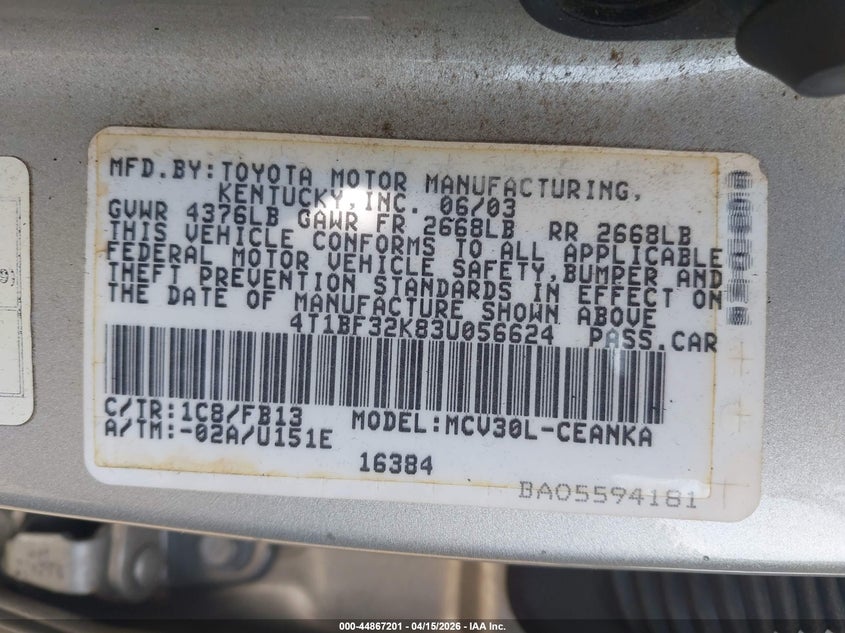 MFD.BY:TOYOTA MOTOR MANUFACTURING,
KENTUCKY,INC. 06/03
GVWR 4376LB GAWR FR 2668LB RR 2668LB
THIS VEHICLE CONFORMS TO ALL APPLICABLE
FEDERAL MOTOR VEHICLE SAFETY,BUMPER AND
THEFT PREVENTION STANDARDS IN EFFECT ON
THE DATE OF MANUFACTURE SHOWN ABOVE
4T1BF32K83U056624 PASS.CAR
C/TR:1C8/FB13 MODEL:MCV30L-CEANKA
A/TM:-02A/U151E
16384
BAO5594181
000-44867201 - 04/15/2026 - IAA Inc.